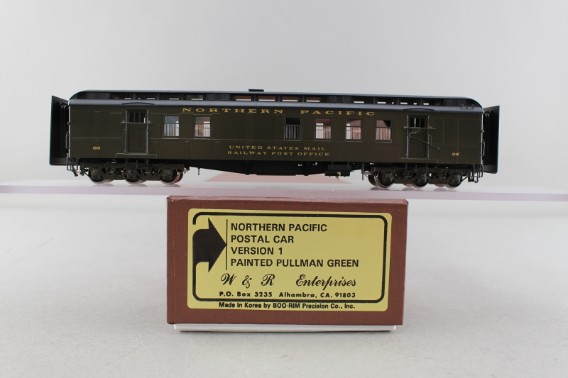 NORTHERN PACIFIC
UNITED STATES MAIL
RAILWAY POST OFFICE
NORTHERN PACIFIC
POSTAL CAR
VERSION 1
PAINTED PULLMAN GREEN
W & R Enterprises
P.O. Box 3235 Alhambra, CA. 91803
Made in Korea by BOO-RIM Precision Co., Inc.